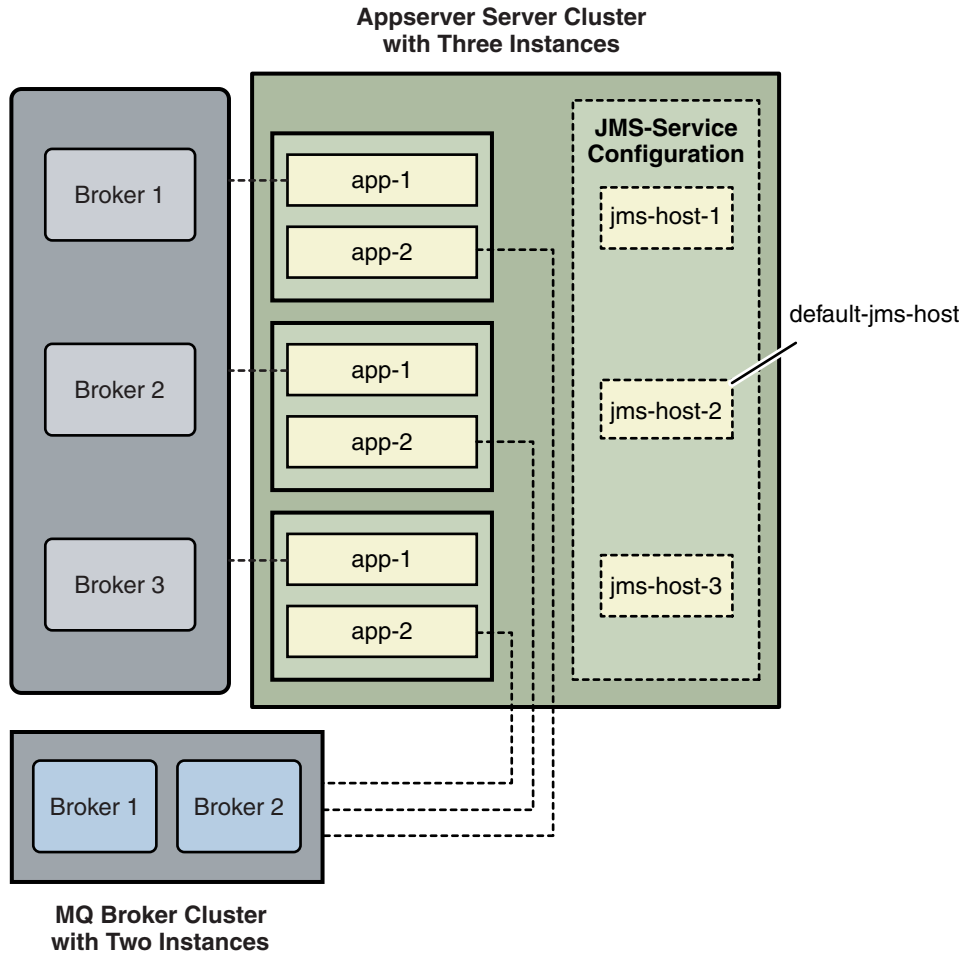 Appserver Server Cluster
with Three Instances
Broker 1
Broker 2
Broker 3
app-1
app-2
app-1
app-2
app-1
app-2
JMS-Service
Configuration
jms-host-1
jms-host-2
jms-host-3
default-jms-host
Broker 1
Broker 2
MQ Broker Cluster
with Two Instances